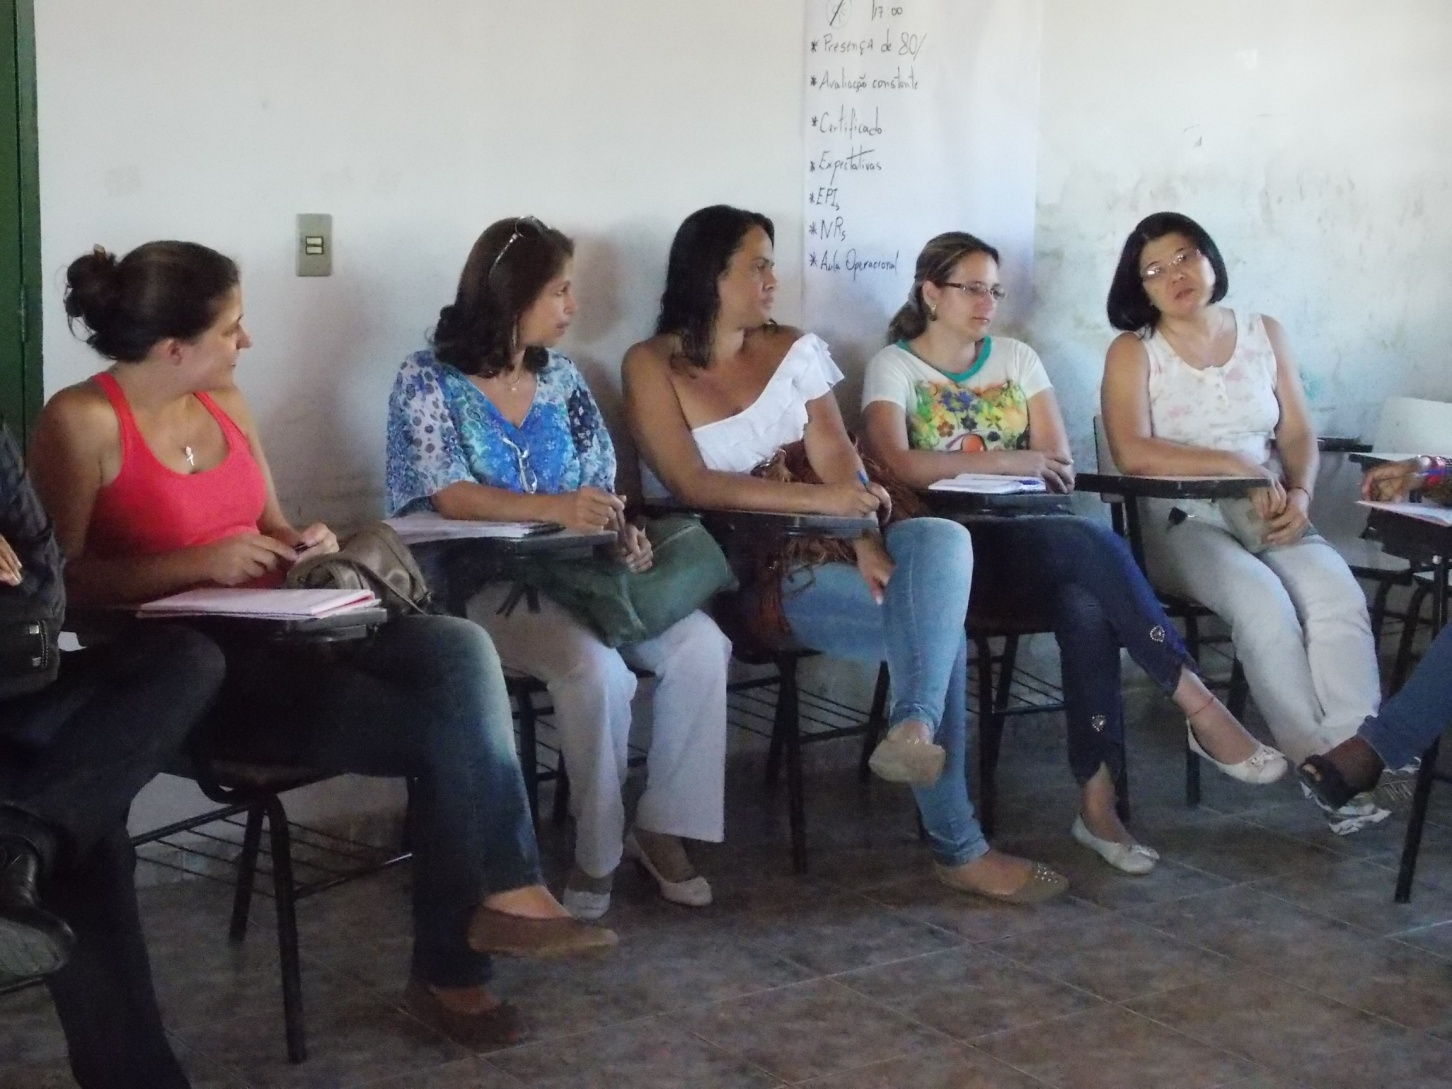 17:00
*Presença de 80%
*Avaliação constante
*Certificado
*Expectativas
*EPIs
*NRs
*Aula Operacional